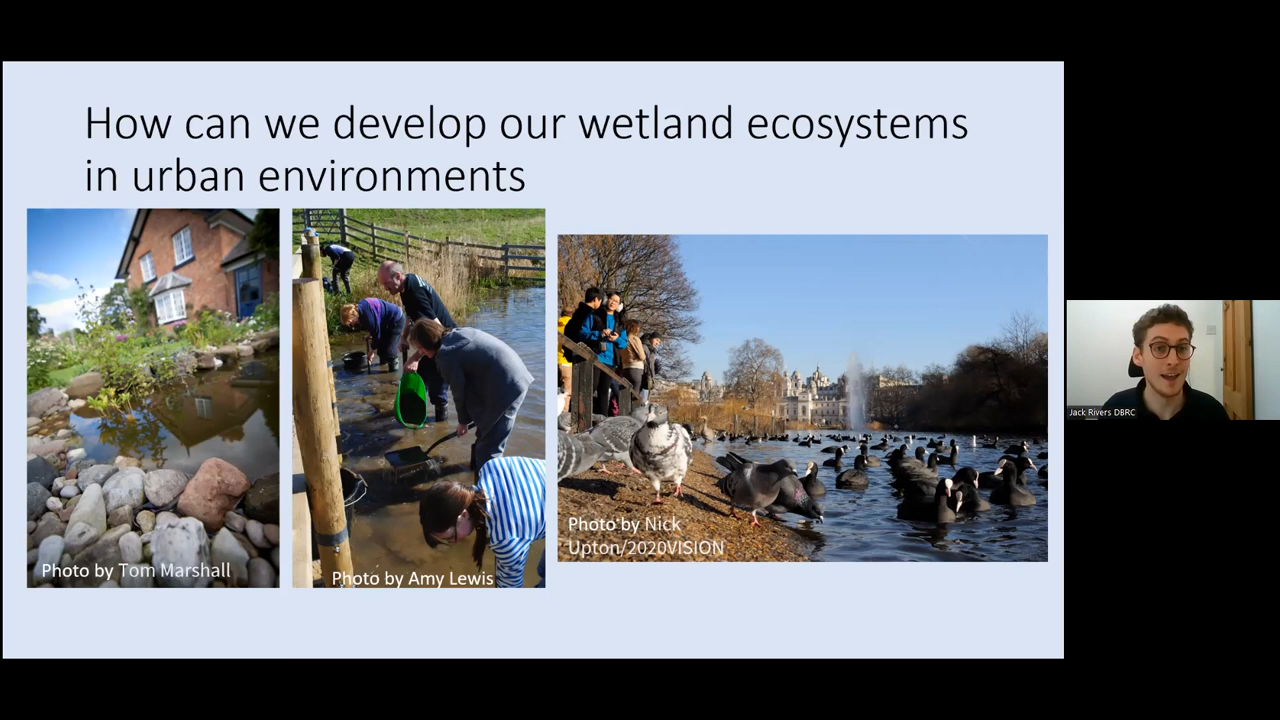 How can we develop our wetland ecosystems
in urban environments
Photo by Tom Marshall
Photo by Amy Lewis
Photo by Nick
Upton/2020VISION
Jack Rivers DBRC